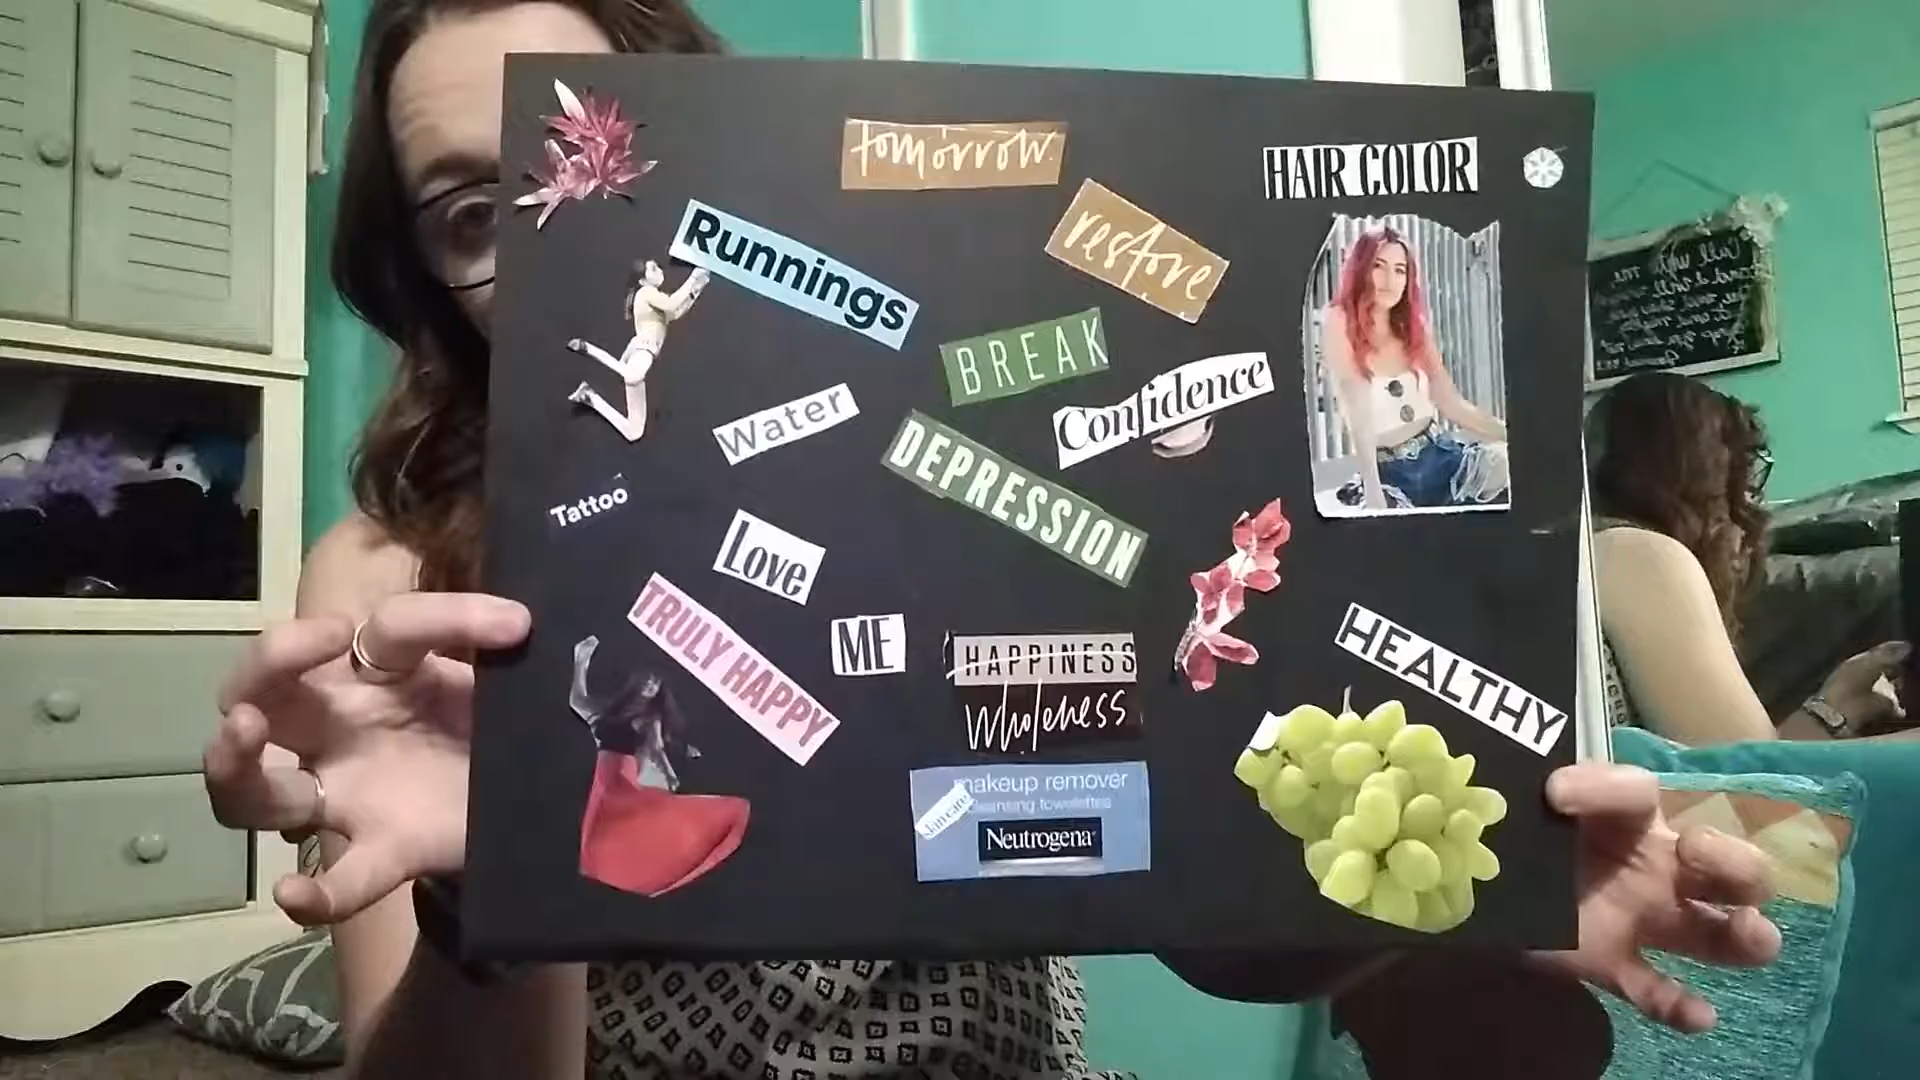 tomorrow.
HAIR COLOR
Runnings
restore
BREAK
Confidence
Water
DEPRESSION
Tattoo
Love
TRULY HAPPY
ME
HAPPINESS
Wholeness
HEALTHY
makeup remover
cleansing towelettes
skin care
Neutrogena